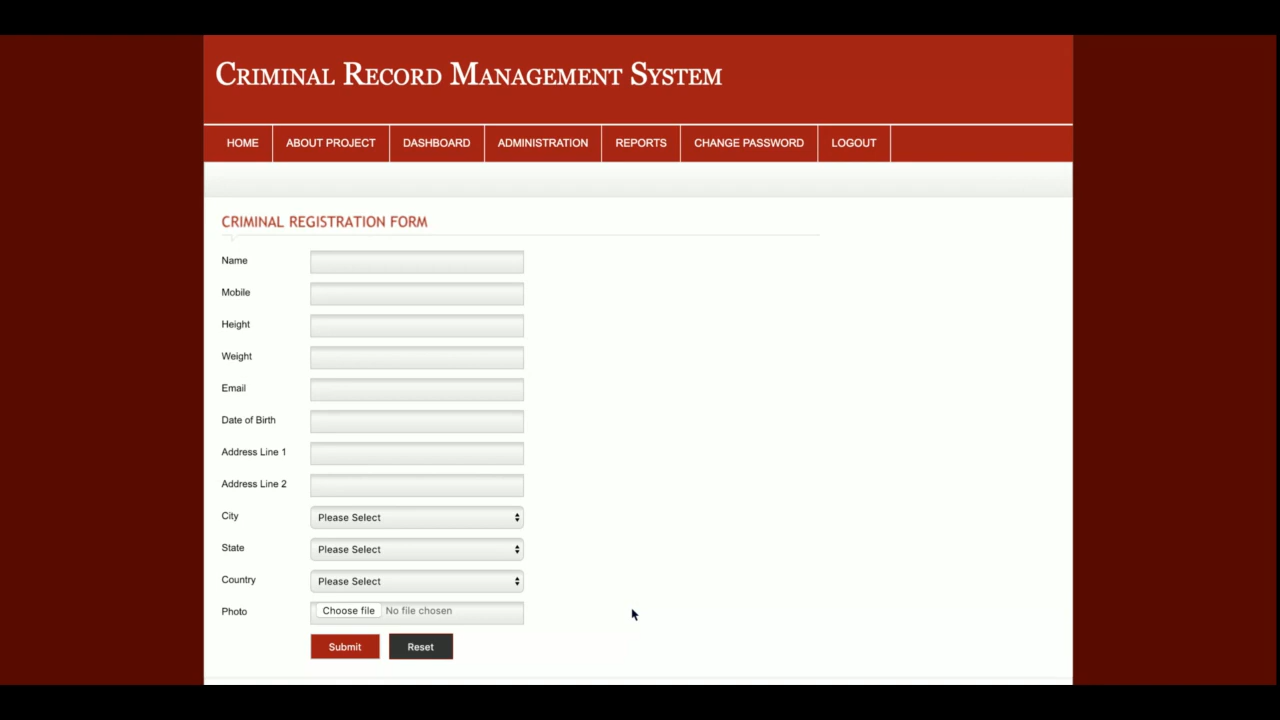 Criminal Record Management System
HOME ABOUT PROJECT DASHBOARD ADMINISTRATION REPORTS CHANGE PASSWORD LOGOUT
CRIMINAL REGISTRATION FORM
Name
Mobile
Height
Weight
Email
Date of Birth
Address Line 1
Address Line 2
City Please Select
State Please Select
Country Please Select
Photo Choose file No file chosen
Submit Reset